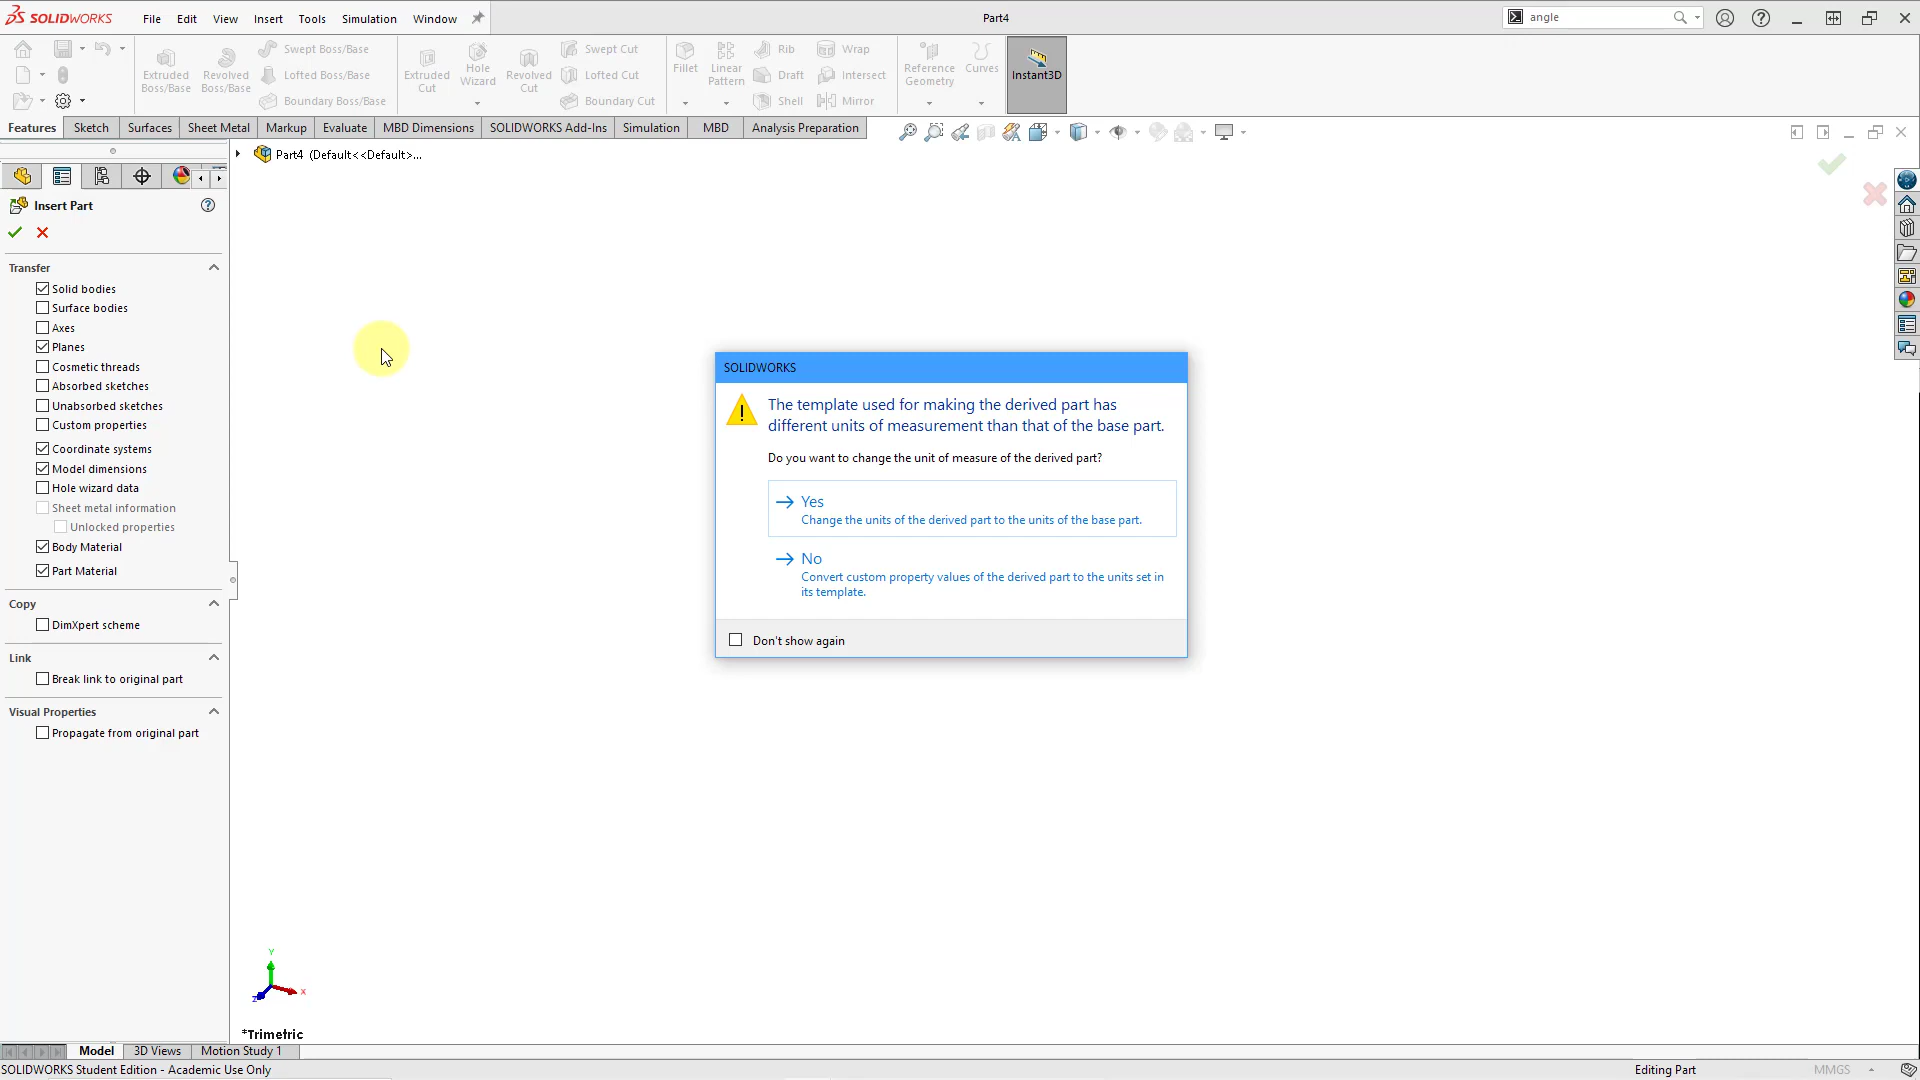 SOLIDWORKS File Edit View Insert Tools Simulation Window Part4 angle
Swept Boss/Base Swept Cut Rib Wrap
Extruded Boss/Base Revolved Boss/Base Lofted Boss/Base Extruded Cut Hole Wizard Revolved Cut Lofted Cut Fillet Linear Pattern Draft Intersect Reference Geometry Curves Instant3D
Boundary Boss/Base Boundary Cut Shell Mirror
Features Sketch Surfaces Sheet Metal Markup Evaluate MBD Dimensions SOLIDWORKS Add-Ins Simulation MBD Analysis Preparation
Part4 (Default<<Default>...
Insert Part
Transfer
Solid bodies
Surface bodies
Axes
Planes
Cosmetic threads
Absorbed sketches
Unabsorbed sketches
Custom properties
Coordinate systems
Model dimensions
Hole wizard data
Sheet metal information
Unlocked properties
Body Material
Part Material
Copy
DimXpert scheme
Link
Break link to original part
Visual Properties
Propagate from original part
SOLIDWORKS
The template used for making the derived part has
different units of measurement than that of the base part.
Do you want to change the unit of measure of the derived part?
Yes
Change the units of the derived part to the units of the base part.
No
Convert custom property values of the derived part to the units set in
its template.
Don't show again
Y
X
Z
*Trimetric
Model 3D Views Motion Study 1
SOLIDWORKS Student Edition - Academic Use Only Editing Part MMGS